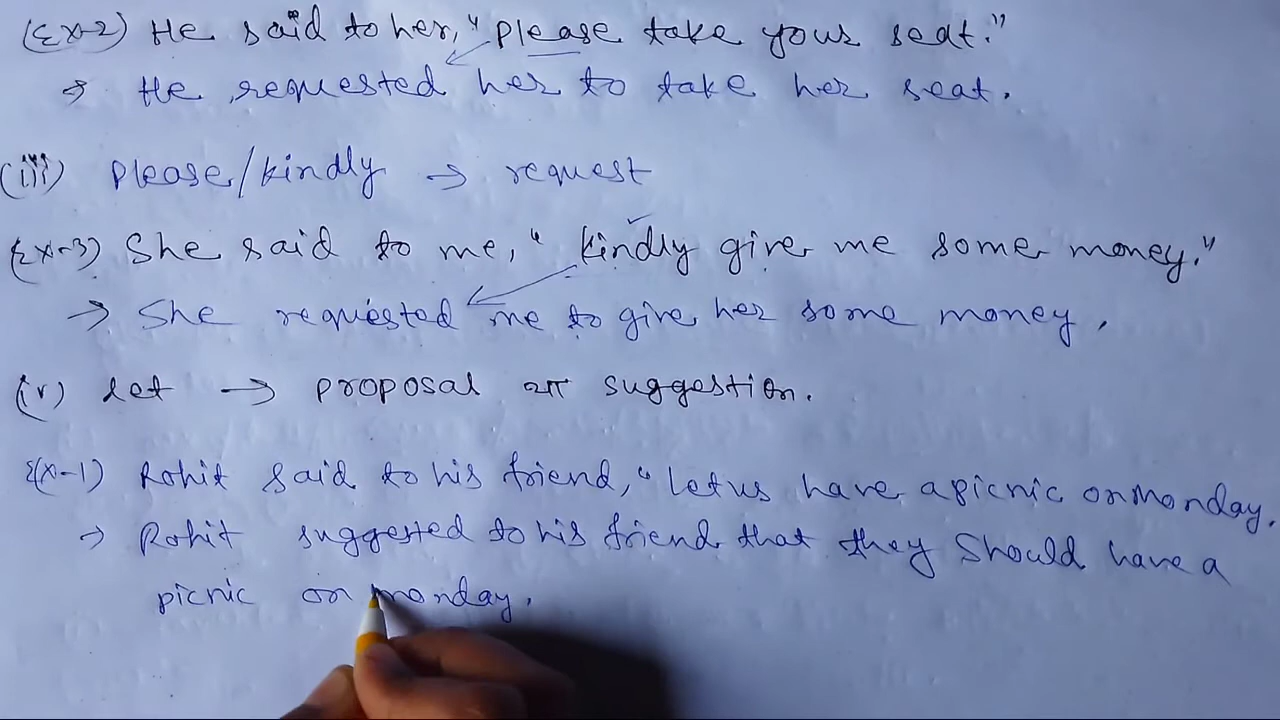 (Ex-2) He said to her, "Please take your seat."
→ He requested her to take her seat.
(iii) Please/kindly → request
(Ex-3) She said to me, "kindly give me some money."
→ She requested me to give her some money.
(iv) Let → proposal বা suggestion.
(Ex-1) Rohit said to his friend, "Let us have a picnic on Monday.
→ Rohit suggested to his friend that they should have a
picnic on monday.